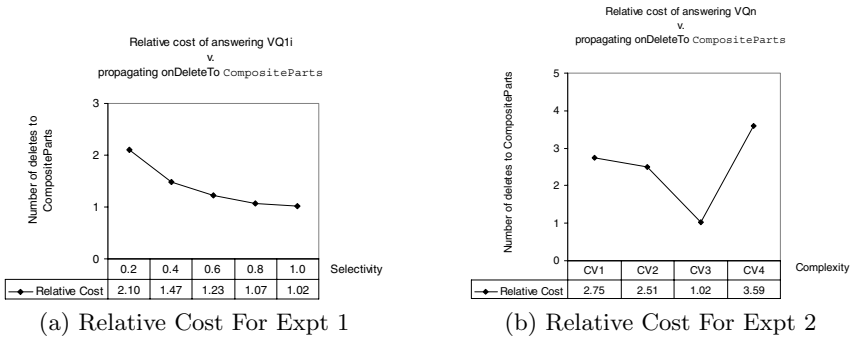 Relative cost of answering VQ1i
v.
propagating onDeleteTo CompositeParts
Number of deletes to
CompositeParts
3
2
1
0
0.2 0.4 0.6 0.8 1.0 Selectivity
Relative Cost 2.10 1.47 1.23 1.07 1.02
(a) Relative Cost For Expt 1
Relative cost of answering VQn
v.
propagating onDeleteTo CompositeParts
Number of deletes to CompositeParts
5
4
3
2
1
0
CV1 CV2 CV3 CV4 Complexity
Relative Cost 2.75 2.51 1.02 3.59
(b) Relative Cost For Expt 2